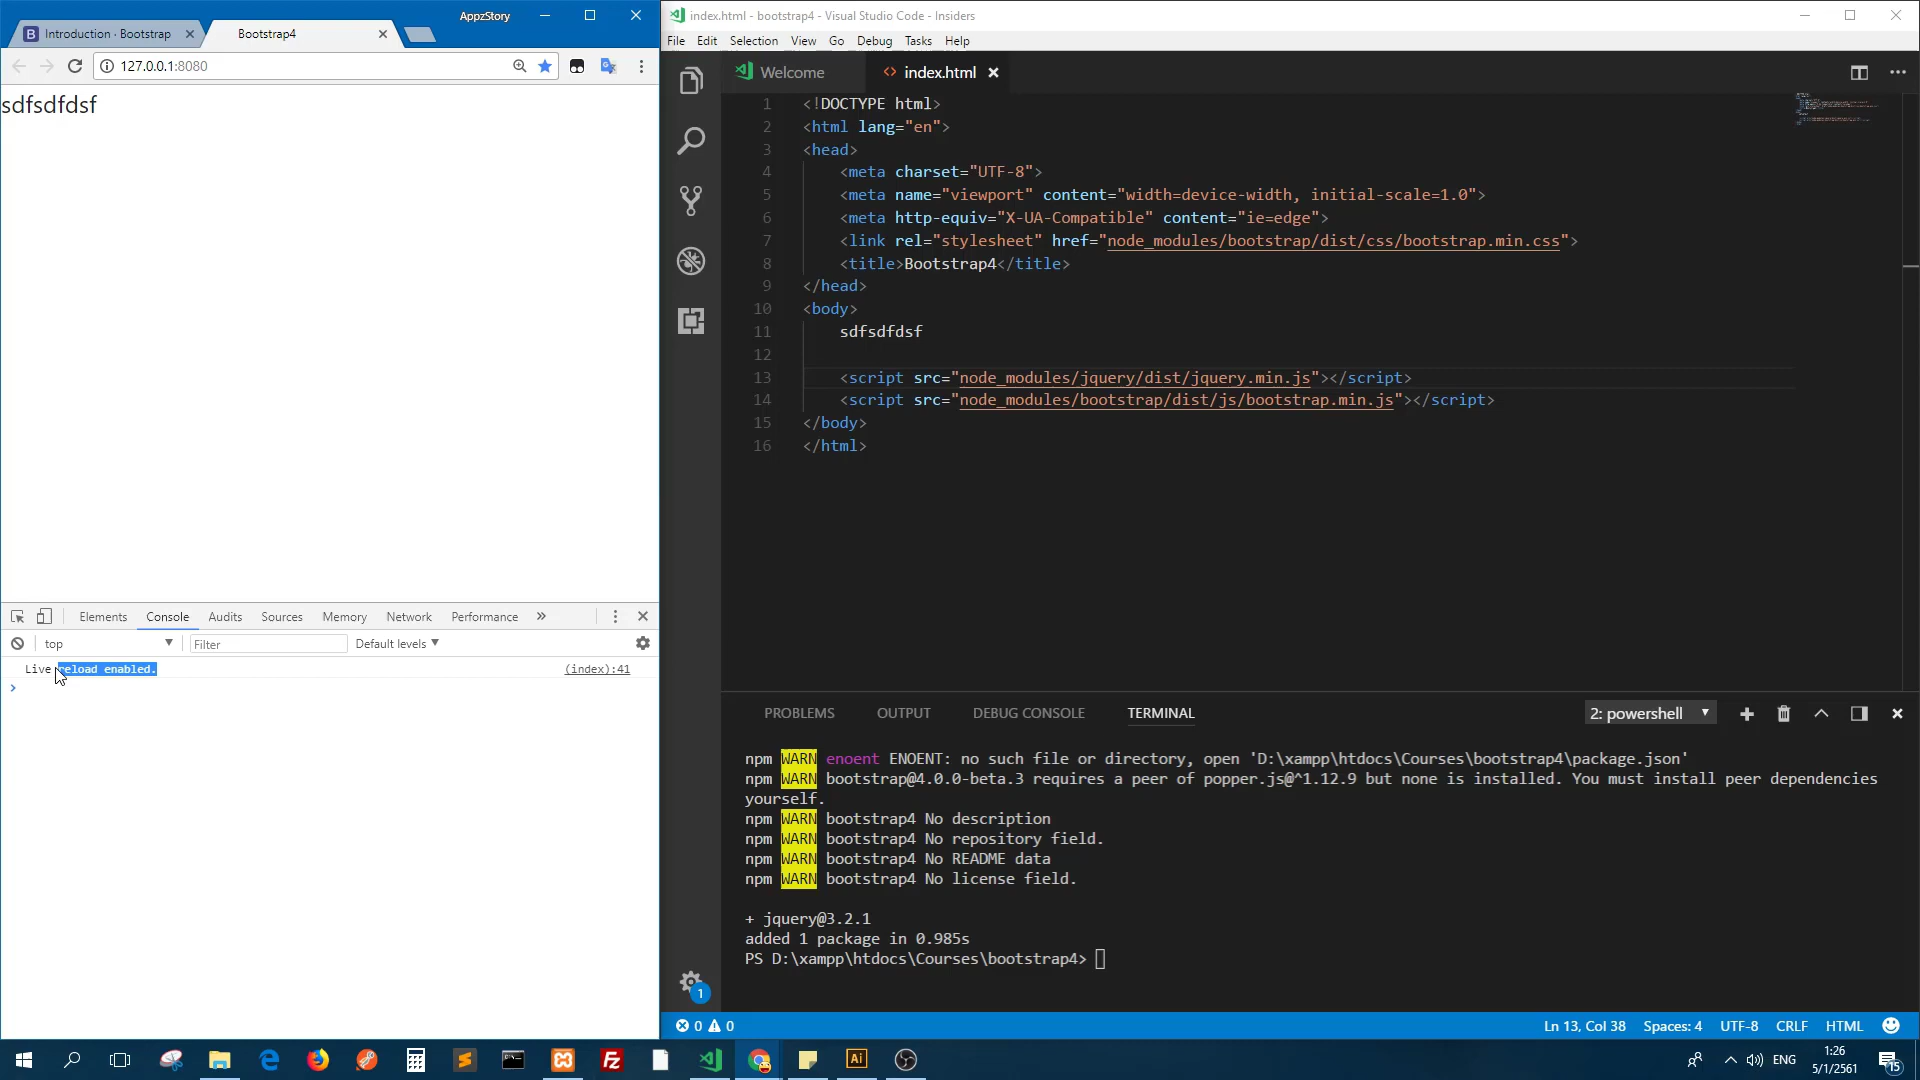 AppzStory
Introduction · Bootstrap
Bootstrap4
127.0.0.1:8080
sdfsdfdsf
Elements Console Audits Sources Memory Network Performance »
top Filter Default levels
Live reload enabled. (index):41
index.html - bootstrap4 - Visual Studio Code - Insiders
File Edit Selection View Go Debug Tasks Help
Welcome index.html
1 <!DOCTYPE html>
2 <html lang="en">
3 <head>
4 <meta charset="UTF-8">
5 <meta name="viewport" content="width=device-width, initial-scale=1.0">
6 <meta http-equiv="X-UA-Compatible" content="ie=edge">
7 <link rel="stylesheet" href="node_modules/bootstrap/dist/css/bootstrap.min.css">
8 <title>Bootstrap4</title>
9 </head>
10 <body>
11 sdfsdfdsf
12
13 <script src="node_modules/jquery/dist/jquery.min.js"></script>
14 <script src="node_modules/bootstrap/dist/js/bootstrap.min.js"></script>
15 </body>
16 </html>
PROBLEMS OUTPUT DEBUG CONSOLE TERMINAL 2: powershell
npm WARN enoent ENOENT: no such file or directory, open 'D:\xampp\htdocs\Courses\bootstrap4\package.json'
npm WARN bootstrap@4.0.0-beta.3 requires a peer of popper.js@^1.12.9 but none is installed. You must install peer dependencies
yourself.
npm WARN bootstrap4 No description
npm WARN bootstrap4 No repository field.
npm WARN bootstrap4 No README data
npm WARN bootstrap4 No license field.
+ jquery@3.2.1
added 1 package in 0.985s
PS D:\xampp\htdocs\Courses\bootstrap4>
1
0 0 Ln 13, Col 38 Spaces: 4 UTF-8 CRLF HTML
Ai ENG 1:26
5/1/2561 15